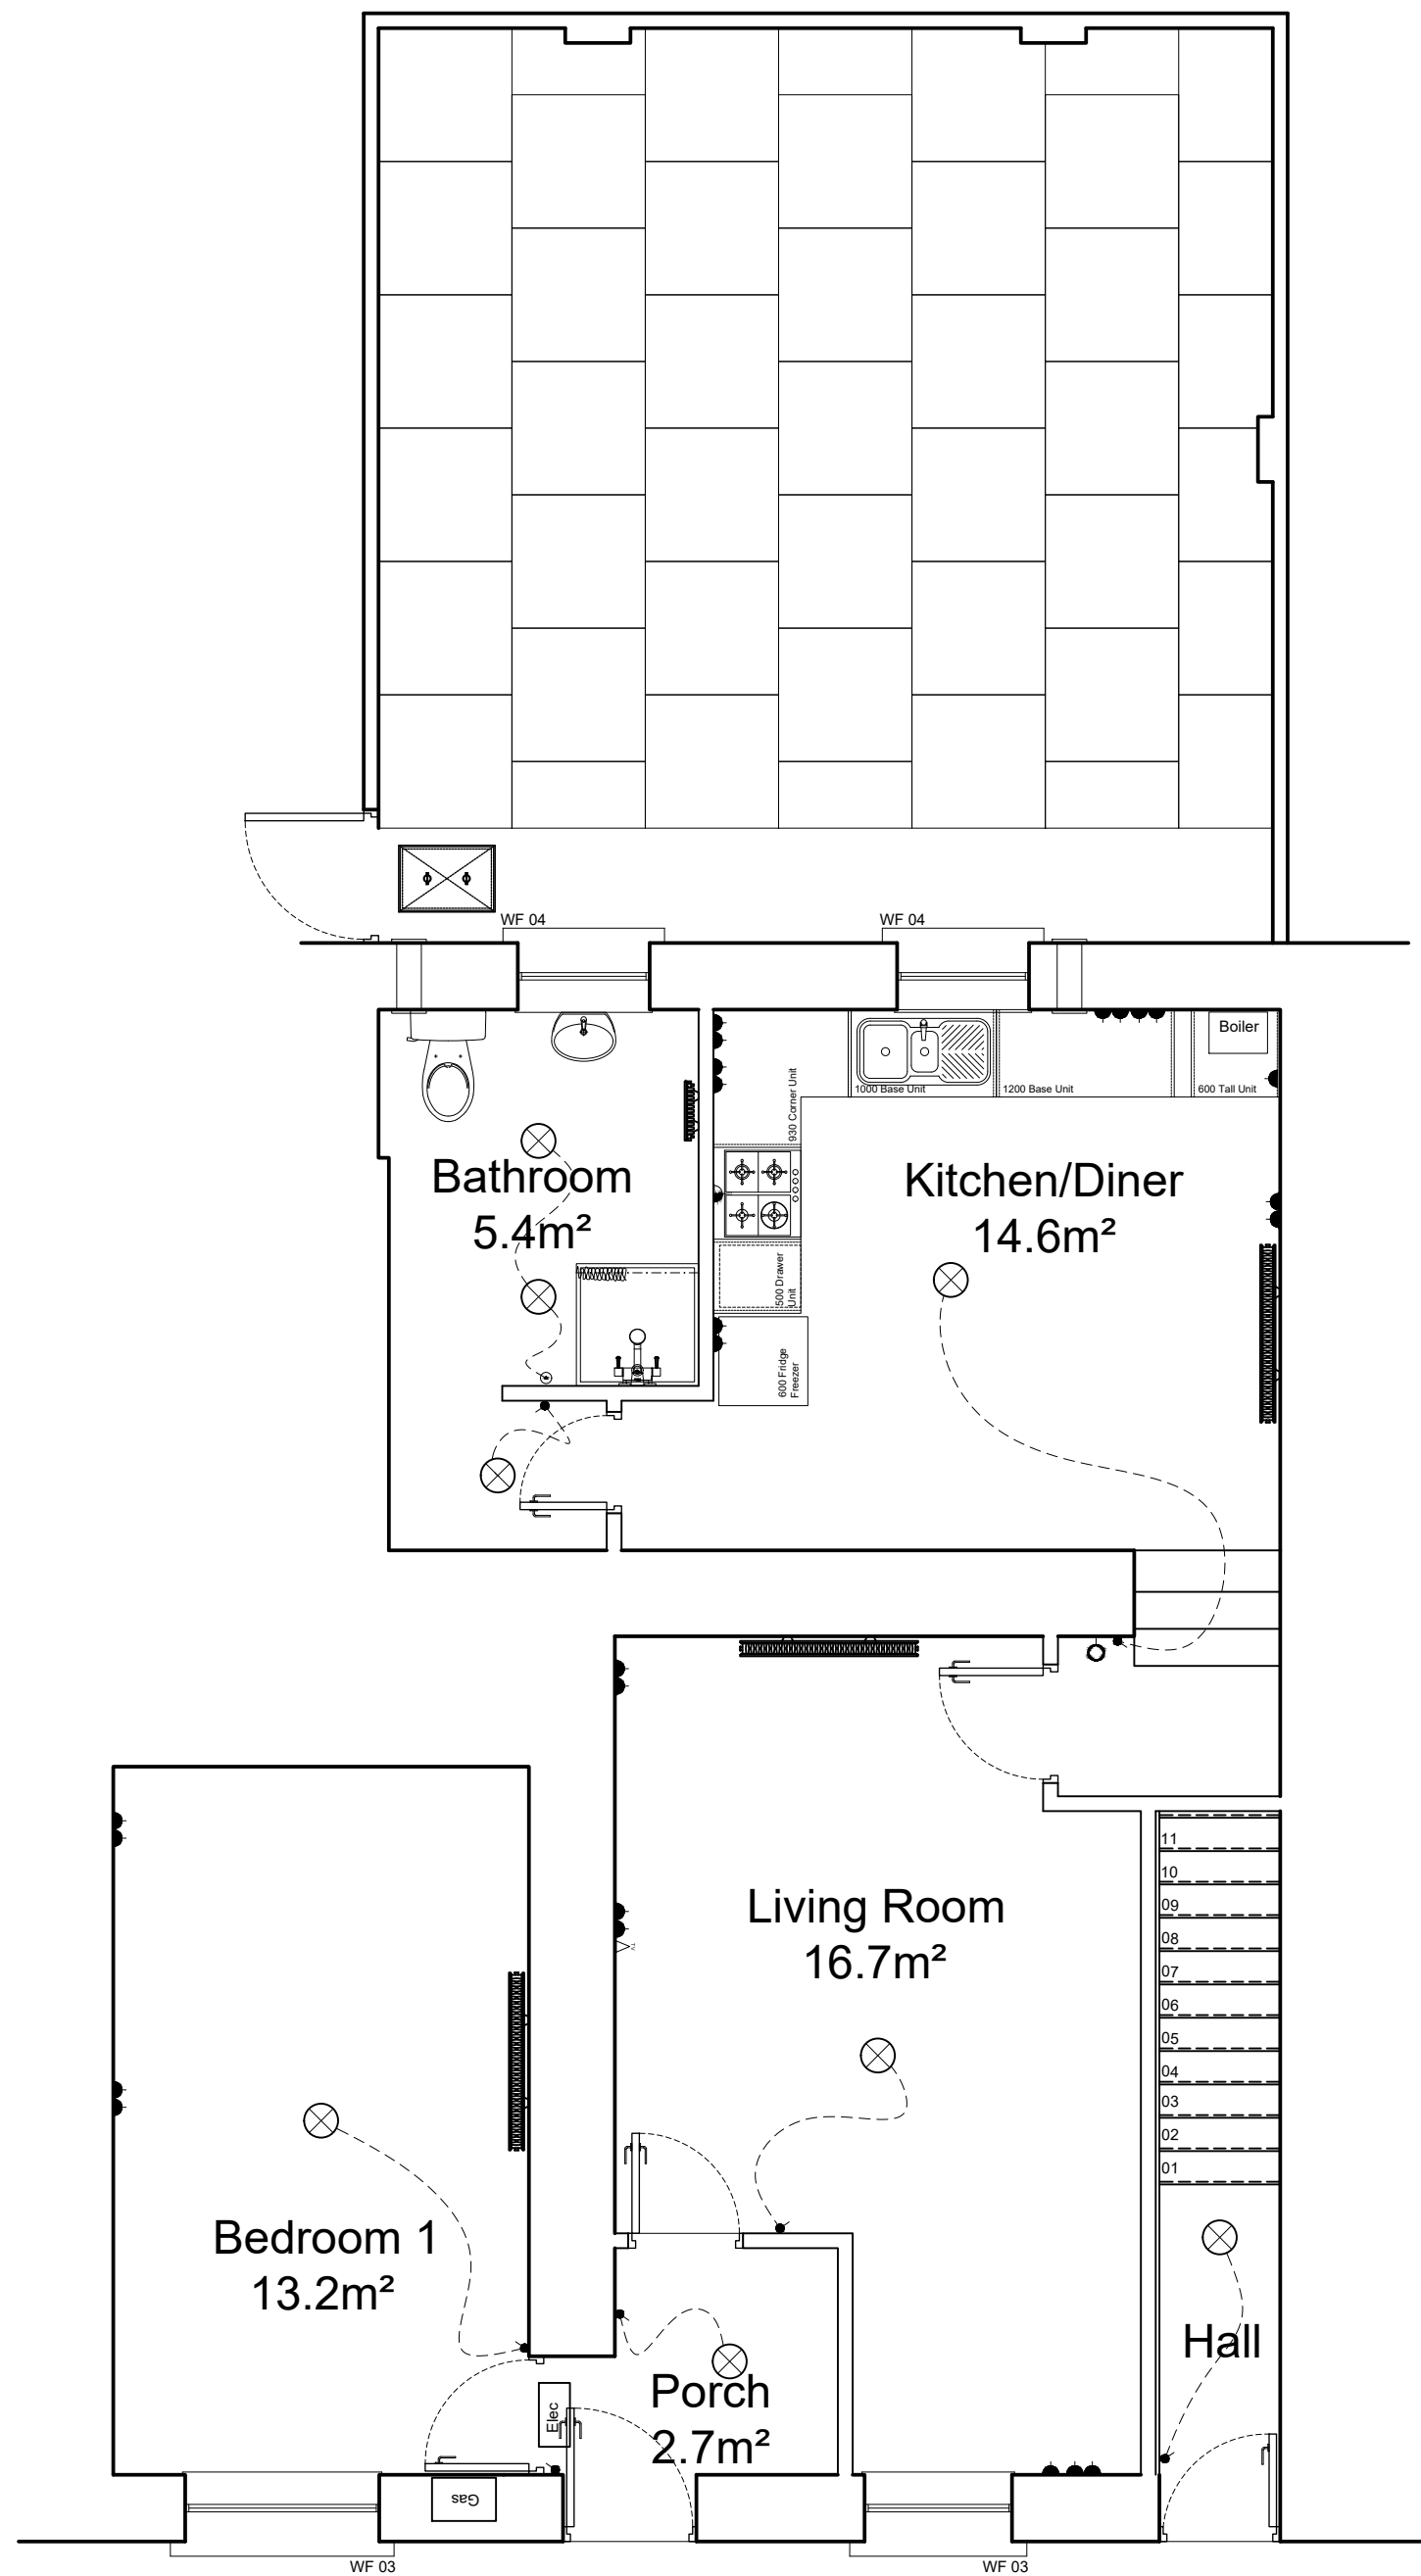 WF 04
WF 04
Boiler
930 Corner Unit
1000 Base Unit
1200 Base Unit
600 Tall Unit
Bathroom
5.4m²
Kitchen/Diner
14.6m²
500 Drawer
Unit
600 Fridge
Freezer
11
10
09
08
07
06
05
04
03
02
01
Living Room
16.7m²
TV
Bedroom 1
13.2m²
Hall
Porch
2.7m²
Elec
Gas
WF 03
WF 03